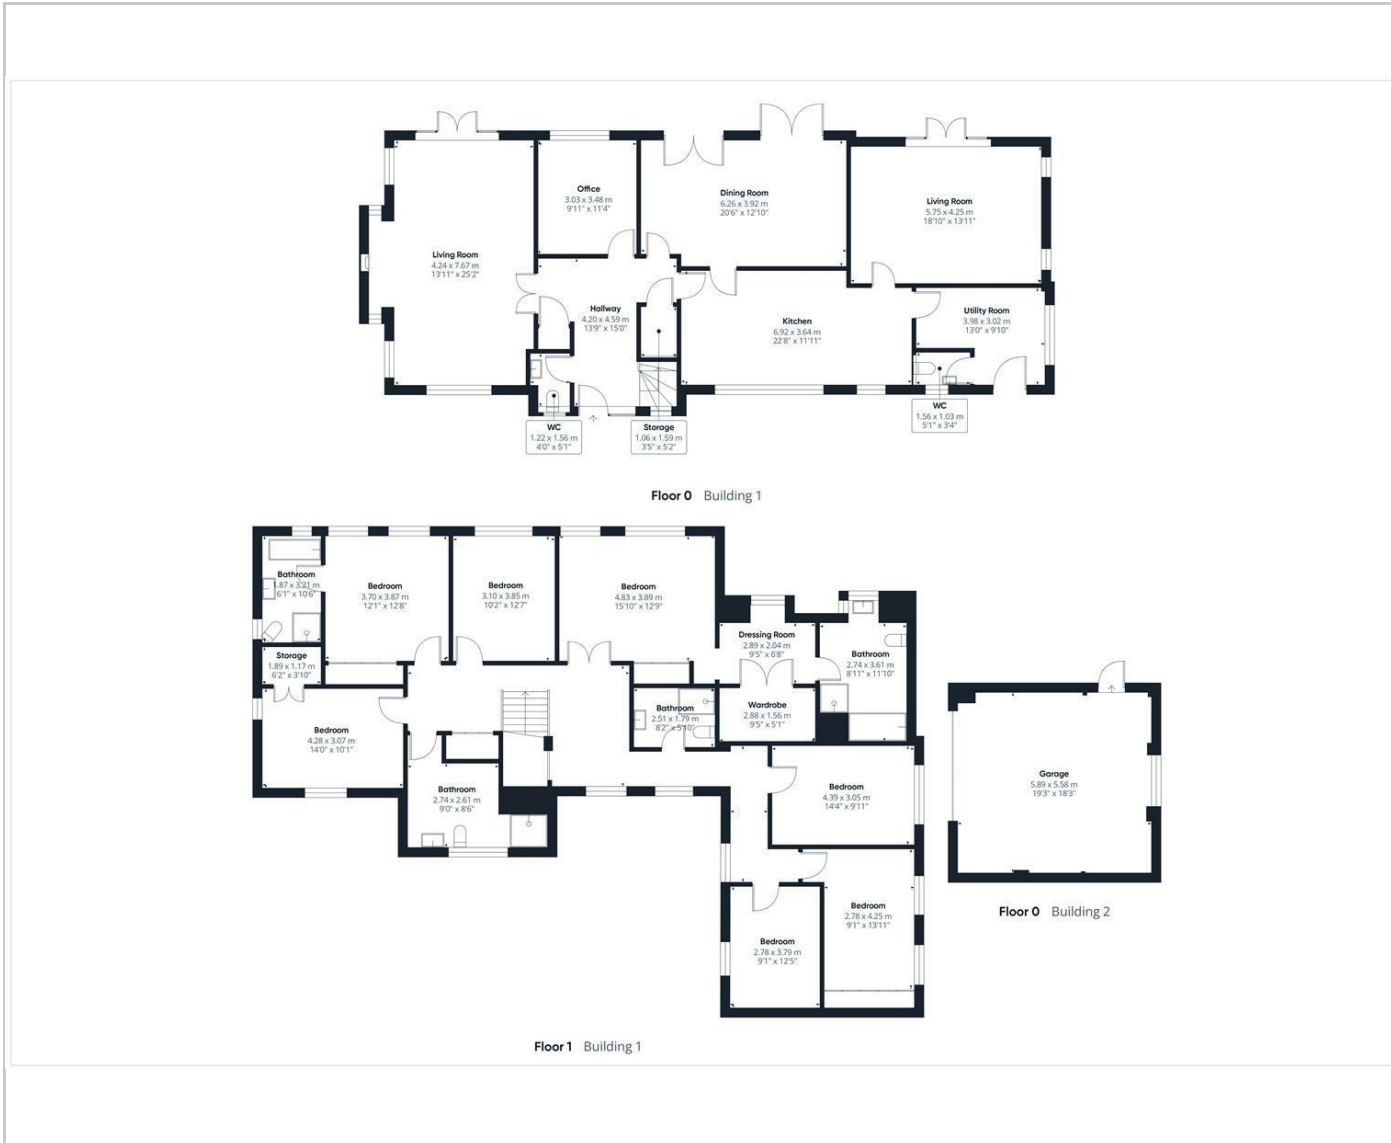 Office
3.03 x 3.48 m
9'11" x 11'4"
Dining Room
6.26 x 3.92 m
20'6" x 12'10"
Living Room
5.75 x 4.25 m
18'10" x 13'11"
Living Room
4.24 x 7.67 m
13'11" x 25'2"
Hallway
4.20 x 4.59 m
13'9" x 15'0"
Kitchen
6.92 x 3.64 m
22'8" x 11'11"
Utility Room
3.98 x 3.02 m
13'0" x 9'10"
WC
1.22 x 1.56 m
4'0" x 5'1"
Storage
1.06 x 1.59 m
3'5" x 5'2"
WC
1.56 x 1.03 m
5'1" x 3'4"
Floor 0 Building 1
Bathroom
1.87 x 3.21 m
6'1" x 10'6"
Bedroom
3.70 x 3.87 m
12'1" x 12'8"
Bedroom
3.10 x 3.85 m
10'2" x 12'7"
Bedroom
4.83 x 3.89 m
15'10" x 12'9"
Dressing Room
2.89 x 2.04 m
9'5" x 6'8"
Bathroom
2.74 x 3.61 m
8'11" x 11'10"
Storage
1.89 x 1.17 m
6'2" x 3'10"
Bedroom
4.28 x 3.07 m
14'0" x 10'1"
Bathroom
2.51 x 1.79 m
8'2" x 5'10"
Wardrobe
2.88 x 1.56 m
9'5" x 5'1"
Bathroom
2.74 x 2.61 m
9'0" x 8'6"
Bedroom
4.39 x 3.05 m
14'4" x 9'11"
Garage
5.89 x 5.58 m
19'3" x 18'3"
Bedroom
2.78 x 4.25 m
9'1" x 13'11"
Bedroom
2.78 x 3.79 m
9'1" x 12'5"
Floor 0 Building 2
Floor 1 Building 1